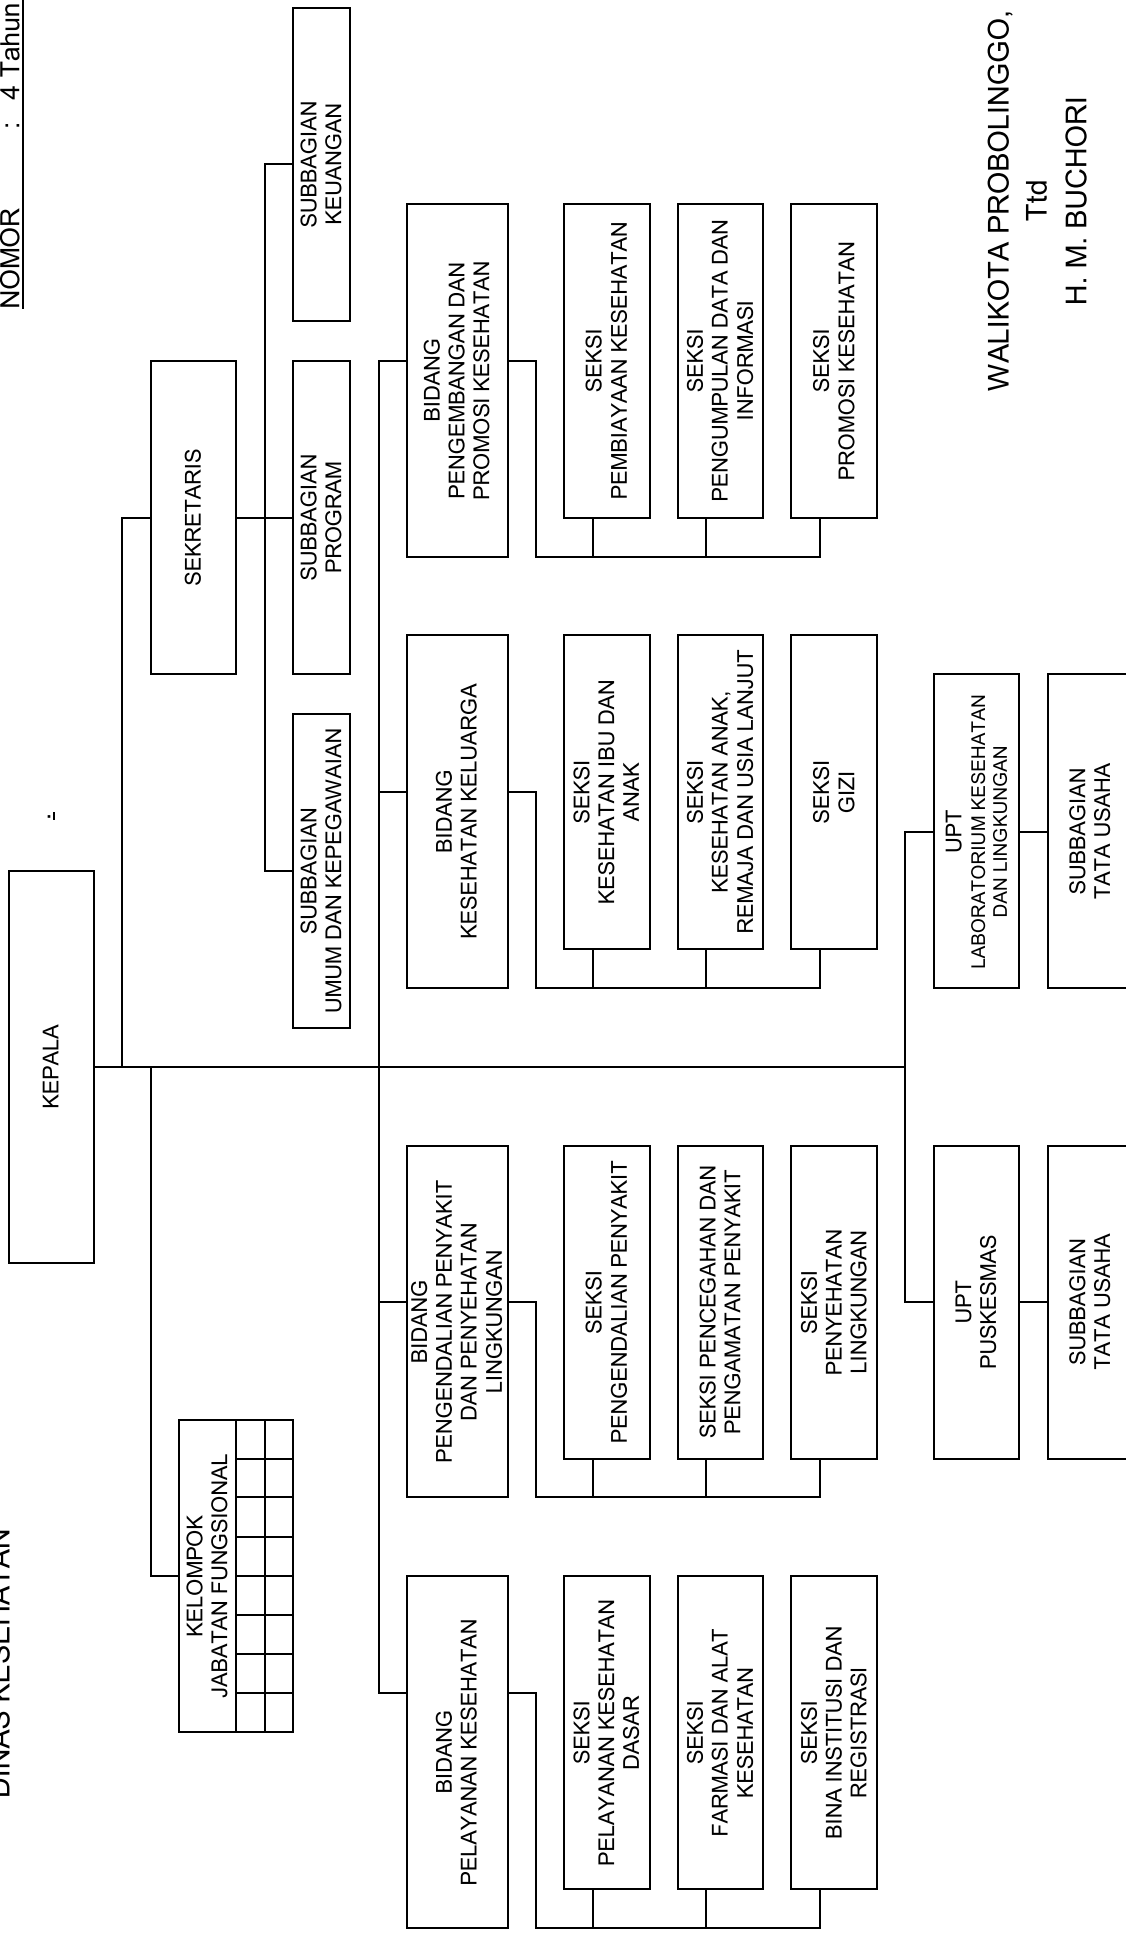 DINAS KESEHATAN
NOMOR : 4 Tahun
KEPALA
SEKRETARIS
KELOMPOK
JABATAN FUNGSIONAL
SUBBAGIAN
UMUM DAN KEPEGAWAIAN
SUBBAGIAN
PROGRAM
SUBBAGIAN
KEUANGAN
BIDANG
PELAYANAN KESEHATAN
BIDANG
PENGENDALIAN PENYAKIT
DAN PENYEHATAN
LINGKUNGAN
BIDANG
KESEHATAN KELUARGA
BIDANG
PENGEMBANGAN DAN
PROMOSI KESEHATAN
SEKSI
PELAYANAN KESEHATAN
DASAR
SEKSI
PENGENDALIAN PENYAKIT
SEKSI
KESEHATAN IBU DAN
ANAK
SEKSI
PEMBIAYAAN KESEHATAN
SEKSI
FARMASI DAN ALAT
KESEHATAN
SEKSI PENCEGAHAN DAN
PENGAMATAN PENYAKIT
SEKSI
KESEHATAN ANAK,
REMAJA DAN USIA LANJUT
SEKSI
PENGUMPULAN DATA DAN
INFORMASI
SEKSI
BINA INSTITUSI DAN
REGISTRASI
SEKSI
PENYEHATAN
LINGKUNGAN
SEKSI
GIZI
SEKSI
PROMOSI KESEHATAN
UPT
PUSKESMAS
UPT
LABORATORIUM KESEHATAN
DAN LINGKUNGAN
SUBBAGIAN
TATA USAHA
SUBBAGIAN
TATA USAHA
WALIKOTA PROBOLINGGO,
Ttd
H. M. BUCHORI